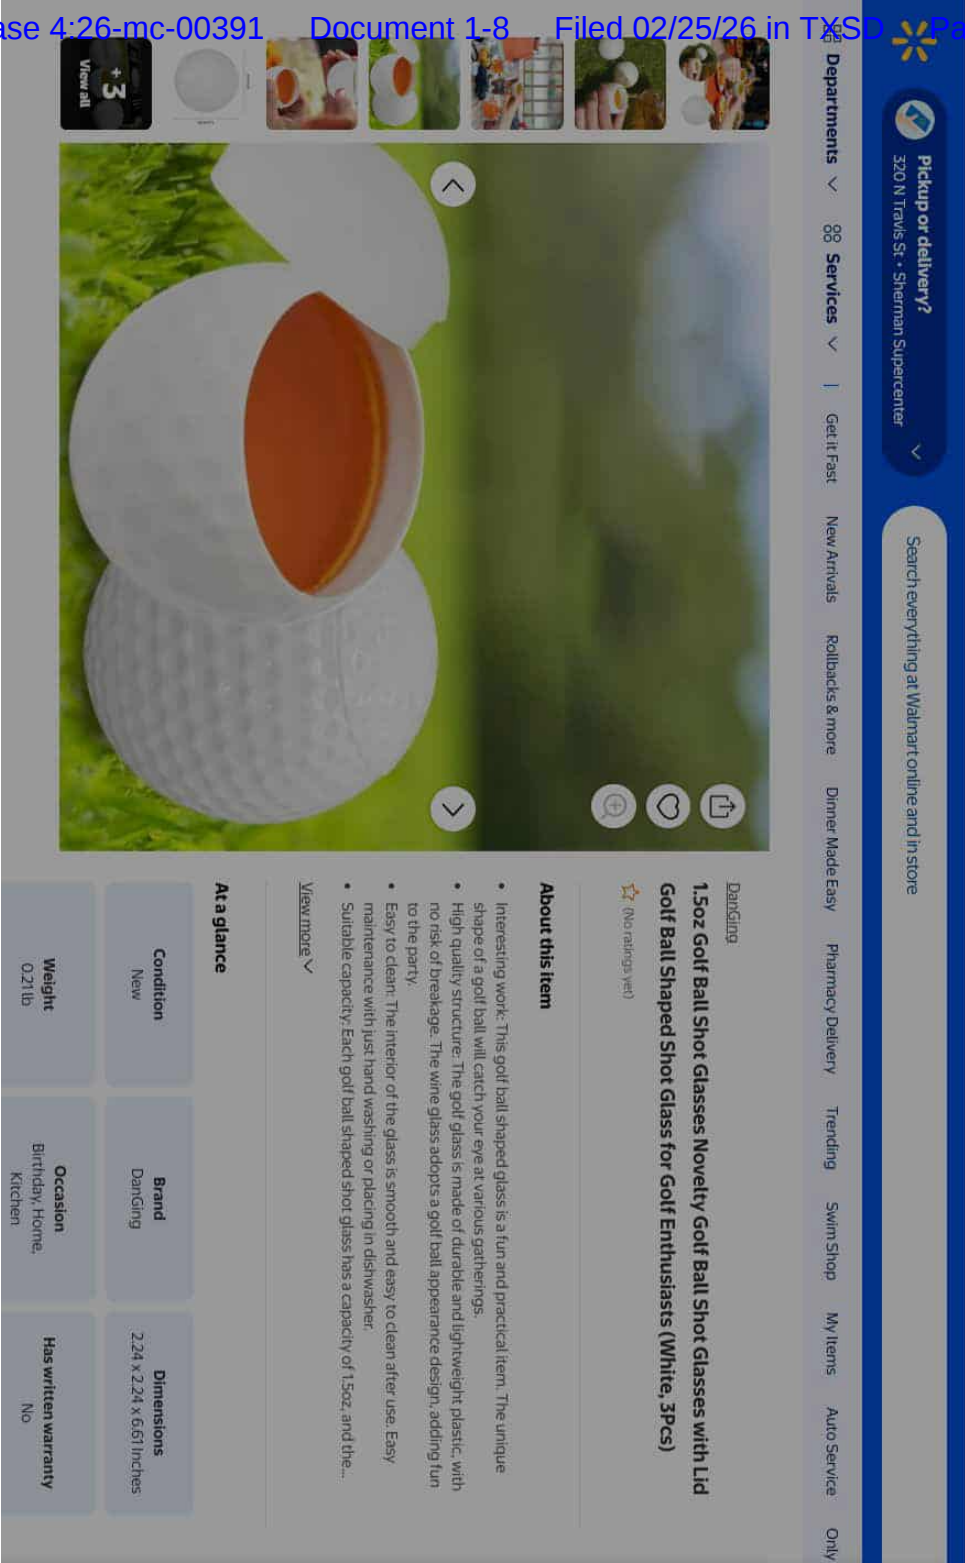 ase 4:26-mc-00391 Document 1-8 Filed 02/25/26 in TXSD Pa
Pickup or delivery?
320 N Travis St • Sherman Supercenter
Search everything at Walmart online and in store
Departments
Services
Get it Fast
New Arrivals
Rollbacks & more
Dinner Made Easy
Pharmacy Delivery
Trending
Swim Shop
My Items
Auto Service
Only
+3
View all
DanGing
1.5oz Golf Ball Shot Glasses Novelty Golf Ball Shot Glasses with Lid
Golf Ball Shaped Shot Glass for Golf Enthusiasts (White, 3Pcs)
(No ratings yet)
About this item
• Interesting work: This golf ball shaped glass is a fun and practical item. The unique
shape of a golf ball will catch your eye at various gatherings.
• High quality structure: The golf glass is made of durable and lightweight plastic, with
no risk of breakage. The wine glass adopts a golf ball appearance design, adding fun
to the party.
• Easy to clean: The interior of the glass is smooth and easy to clean after use. Easy
maintenance with just hand washing or placing in dishwasher.
• Suitable capacity: Each golf ball shaped shot glass has a capacity of 1.5oz, and the...
View more
At a glance
Condition
New
Brand
DanGing
Dimensions
2.24 x 2.24 x 6.61 Inches
Weight
0.21 lb
Occasion
Birthday, Home,
Kitchen
Has written warranty
No